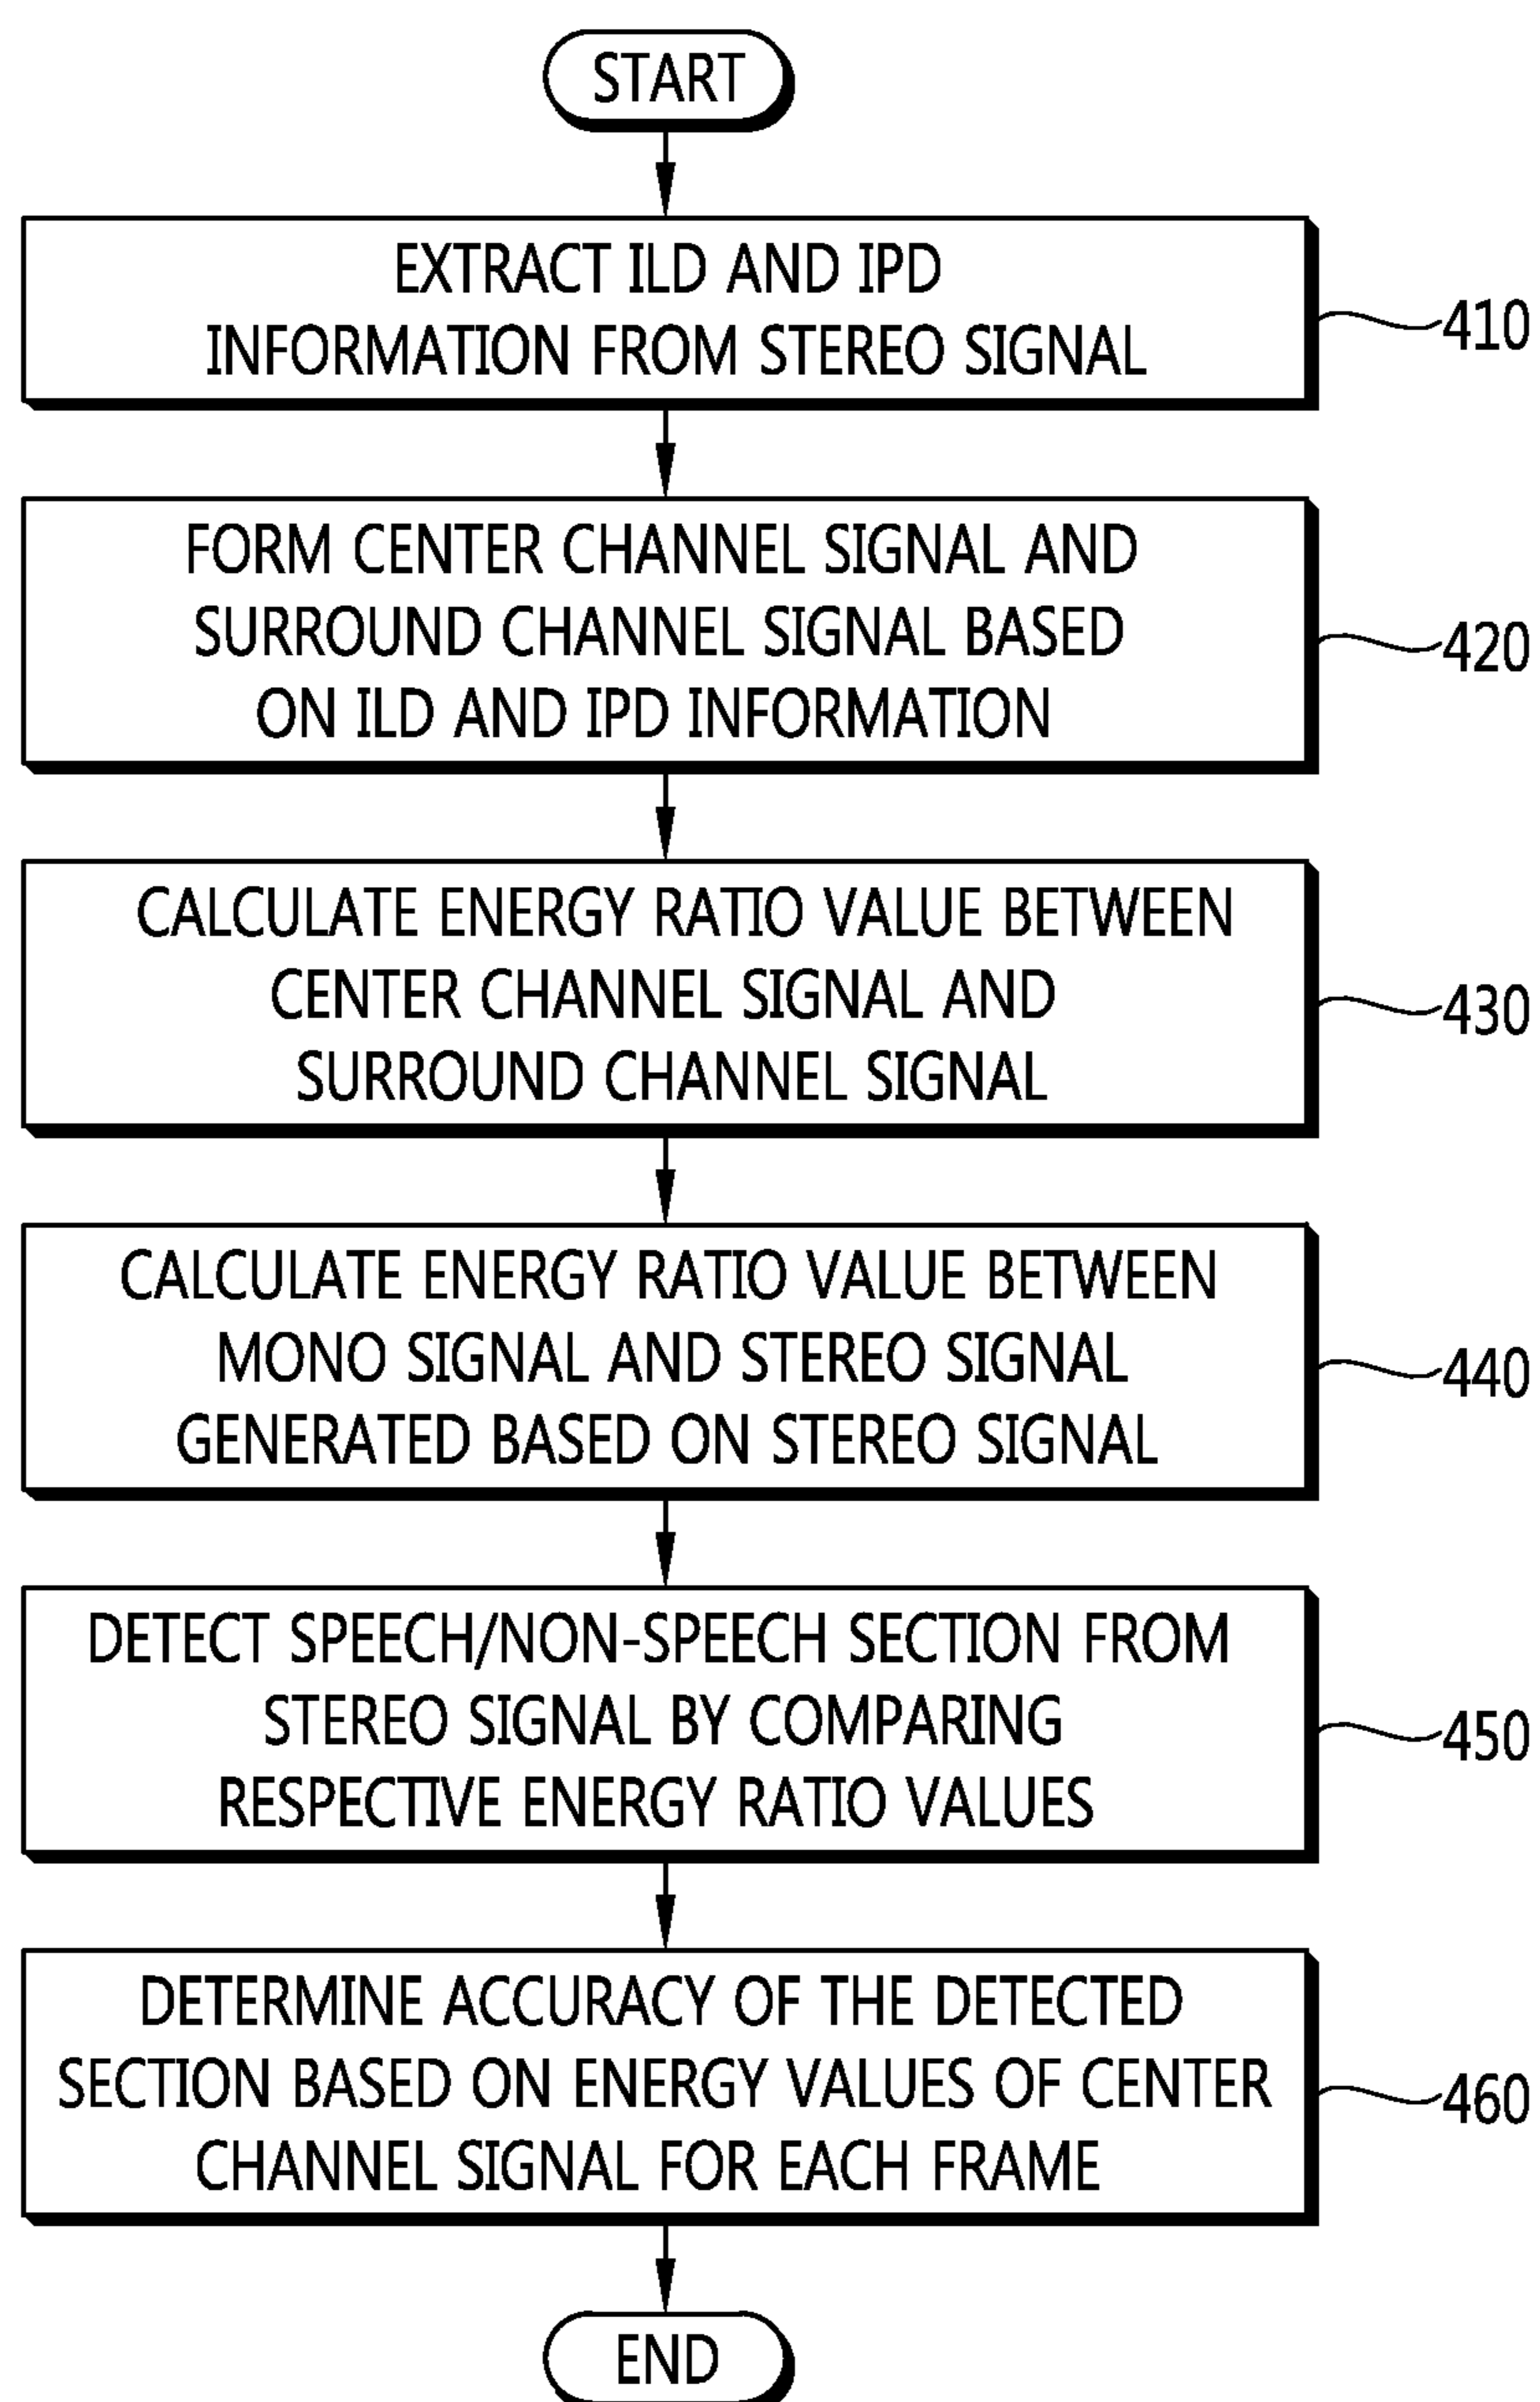 START
EXTRACT ILD AND IPD
INFORMATION FROM STEREO SIGNAL
410
FORM CENTER CHANNEL SIGNAL AND
SURROUND CHANNEL SIGNAL BASED
ON ILD AND IPD INFORMATION
420
CALCULATE ENERGY RATIO VALUE BETWEEN
CENTER CHANNEL SIGNAL AND
SURROUND CHANNEL SIGNAL
430
CALCULATE ENERGY RATIO VALUE BETWEEN
MONO SIGNAL AND STEREO SIGNAL
GENERATED BASED ON STEREO SIGNAL
440
DETECT SPEECH/NON-SPEECH SECTION FROM
STEREO SIGNAL BY COMPARING
RESPECTIVE ENERGY RATIO VALUES
450
DETERMINE ACCURACY OF THE DETECTED
SECTION BASED ON ENERGY VALUES OF CENTER
CHANNEL SIGNAL FOR EACH FRAME
460
END